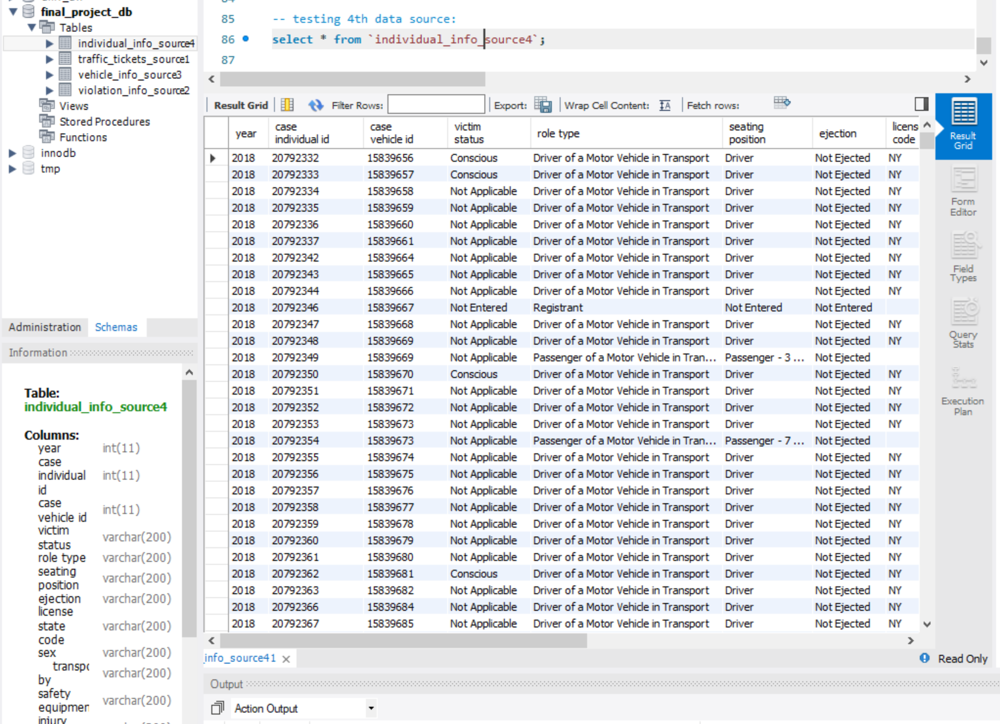 final_project_db
Tables
individual_info_source4
traffic_tickets_source1
vehicle_info_source3
violation_info_source2
Views
Stored Procedures
Functions
innodb
tmp
Administration Schemas
Information
Table:
individual_info_source4
Columns:
year int(11)
case
individual int(11)
id
case
vehicle id int(11)
victim
status varchar(200)
role type varchar(200)
seating
position varchar(200)
ejection varchar(200)
license
state varchar(200)
code
sex varchar(200)
transpo
by varchar(200)
safety
equipmen varchar(200)
injury
85 -- testing 4th data source:
86 select * from `individual_info_source4`;
87
Result Grid Filter Rows: Export: Wrap Cell Content: Fetch rows:
year case individual id case vehicle id victim status role type seating position ejection licens code
2018 20792332 15839656 Conscious Driver of a Motor Vehicle in Transport Driver Not Ejected NY
2018 20792333 15839657 Conscious Driver of a Motor Vehicle in Transport Driver Not Ejected NY
2018 20792334 15839658 Not Applicable Driver of a Motor Vehicle in Transport Driver Not Ejected NY
2018 20792335 15839659 Not Applicable Driver of a Motor Vehicle in Transport Driver Not Ejected NY
2018 20792336 15839660 Not Applicable Driver of a Motor Vehicle in Transport Driver Not Ejected NY
2018 20792337 15839661 Not Applicable Driver of a Motor Vehicle in Transport Driver Not Ejected NY
2018 20792342 15839664 Not Applicable Driver of a Motor Vehicle in Transport Driver Not Ejected NY
2018 20792343 15839665 Not Applicable Driver of a Motor Vehicle in Transport Driver Not Ejected NY
2018 20792344 15839666 Not Applicable Driver of a Motor Vehicle in Transport Driver Not Ejected NY
2018 20792346 15839667 Not Entered Registrant Not Entered Not Entered
2018 20792347 15839668 Not Applicable Driver of a Motor Vehicle in Transport Driver Not Ejected NY
2018 20792348 15839669 Not Applicable Driver of a Motor Vehicle in Transport Driver Not Ejected NY
2018 20792349 15839669 Not Applicable Passenger of a Motor Vehicle in Tran... Passenger - 3 ... Not Ejected
2018 20792350 15839670 Conscious Driver of a Motor Vehicle in Transport Driver Not Ejected NY
2018 20792351 15839671 Not Applicable Driver of a Motor Vehicle in Transport Driver Not Ejected NY
2018 20792352 15839672 Not Applicable Driver of a Motor Vehicle in Transport Driver Not Ejected NY
2018 20792353 15839673 Not Applicable Driver of a Motor Vehicle in Transport Driver Not Ejected NY
2018 20792354 15839673 Not Applicable Passenger of a Motor Vehicle in Tran... Passenger - 7 ... Not Ejected
2018 20792355 15839674 Not Applicable Driver of a Motor Vehicle in Transport Driver Not Ejected NY
2018 20792356 15839675 Not Applicable Driver of a Motor Vehicle in Transport Driver Not Ejected NY
2018 20792357 15839676 Not Applicable Driver of a Motor Vehicle in Transport Driver Not Ejected NY
2018 20792358 15839677 Not Applicable Driver of a Motor Vehicle in Transport Driver Not Ejected NY
2018 20792359 15839678 Not Applicable Driver of a Motor Vehicle in Transport Driver Not Ejected NY
2018 20792360 15839679 Not Applicable Driver of a Motor Vehicle in Transport Driver Not Ejected NY
2018 20792361 15839680 Not Applicable Driver of a Motor Vehicle in Transport Driver Not Ejected NY
2018 20792362 15839681 Conscious Driver of a Motor Vehicle in Transport Driver Not Ejected NY
2018 20792363 15839682 Not Applicable Driver of a Motor Vehicle in Transport Driver Not Ejected NY
2018 20792366 15839684 Not Applicable Driver of a Motor Vehicle in Transport Driver Not Ejected NY
2018 20792367 15839685 Not Applicable Driver of a Motor Vehicle in Transport Driver Not Ejected NY
_info_source41
Read Only
Output
Action Output
Result
Grid
Form
Editor
Field
Types
Query
Stats
Execution
Plan